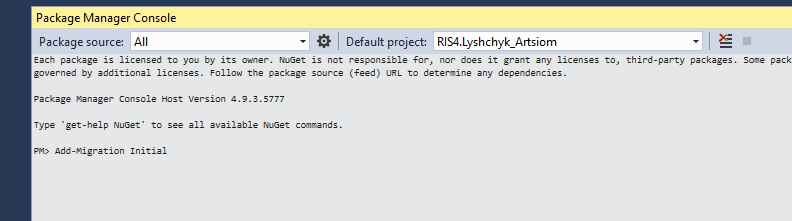 Package Manager Console
Package source: All Default project: RIS4.Lyshchyk_Artsiom
Each package is licensed to you by its owner. NuGet is not responsible for, nor does it grant any licenses to, third-party packages. Some pack
governed by additional licenses. Follow the package source (feed) URL to determine any dependencies.
Package Manager Console Host Version 4.9.3.5777
Type 'get-help NuGet' to see all available NuGet commands.
PM> Add-Migration Initial